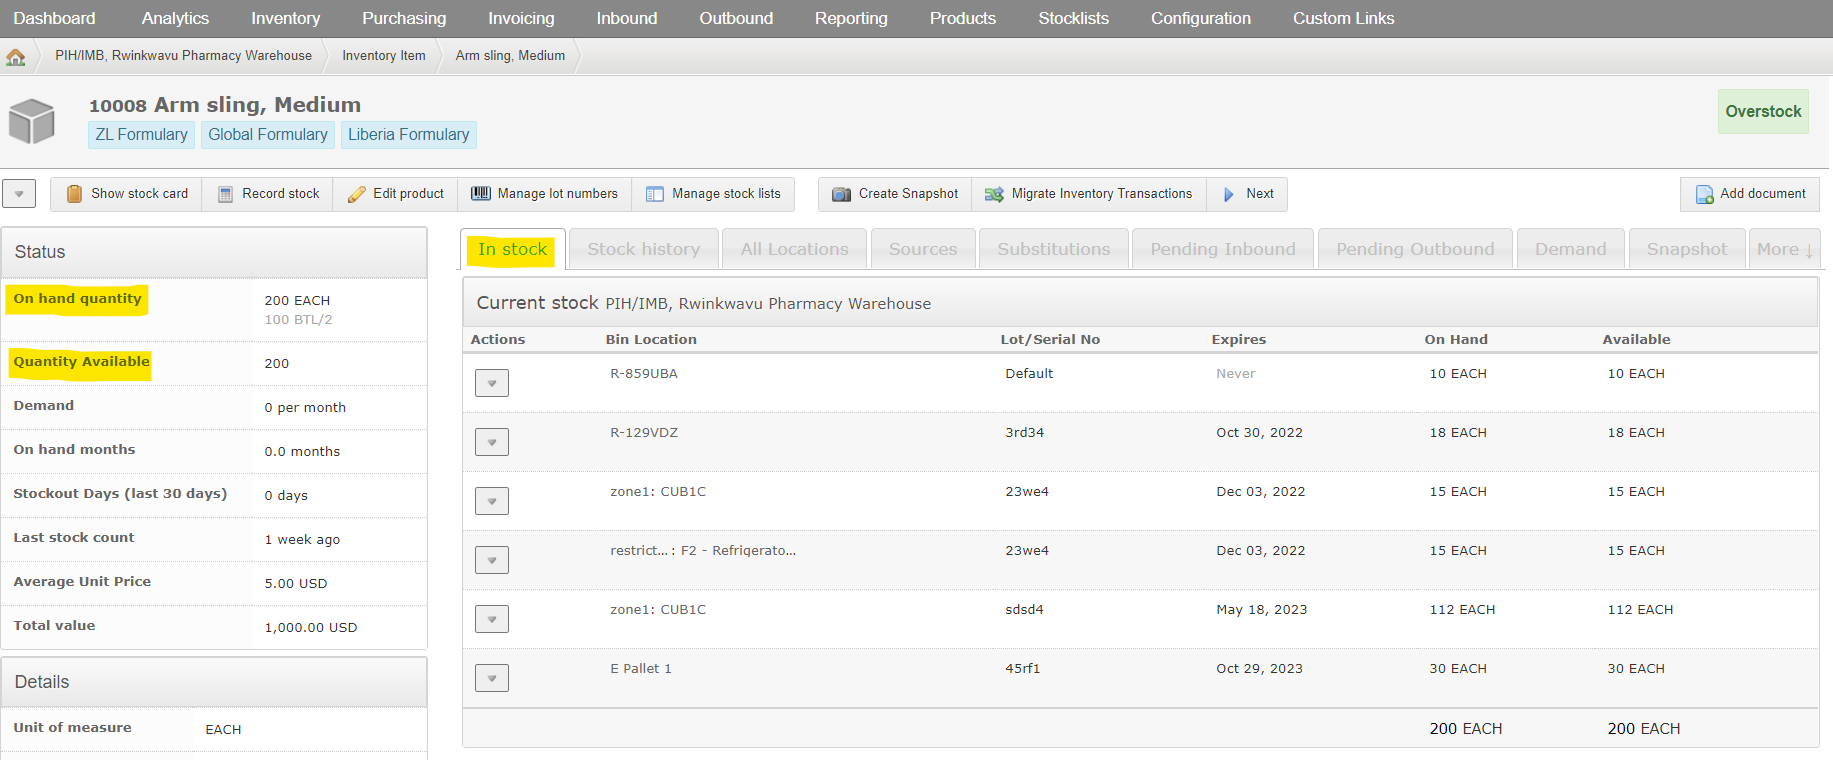 Dashboard Analytics Inventory Purchasing Invoicing Inbound Outbound Reporting Products Stocklists Configuration Custom Links
PIH/IMB, Rwinkwavu Pharmacy Warehouse Inventory Item Arm sling, Medium
10008 Arm sling, Medium
Overstock
ZL Formulary Global Formulary Liberia Formulary
Show stock card Record stock Edit product Manage lot numbers Manage stock lists Create Snapshot Migrate Inventory Transactions Next Add document
Status
On hand quantity 200 EACH
100 BTL/2
Quantity Available 200
Demand 0 per month
On hand months 0.0 months
Stockout Days (last 30 days) 0 days
Last stock count 1 week ago
Average Unit Price 5.00 USD
Total value 1,000.00 USD
Details
Unit of measure EACH
In stock Stock history All Locations Sources Substitutions Pending Inbound Pending Outbound Demand Snapshot More ↓
Current stock PIH/IMB, Rwinkwavu Pharmacy Warehouse
Actions Bin Location Lot/Serial No Expires On Hand Available
R-859UBA Default Never 10 EACH 10 EACH
R-129VDZ 3rd34 Oct 30, 2022 18 EACH 18 EACH
zone1: CUB1C 23we4 Dec 03, 2022 15 EACH 15 EACH
restrict...: F2 - Refrigerato... 23we4 Dec 03, 2022 15 EACH 15 EACH
zone1: CUB1C sdsd4 May 18, 2023 112 EACH 112 EACH
E Pallet 1 45rf1 Oct 29, 2023 30 EACH 30 EACH
200 EACH 200 EACH